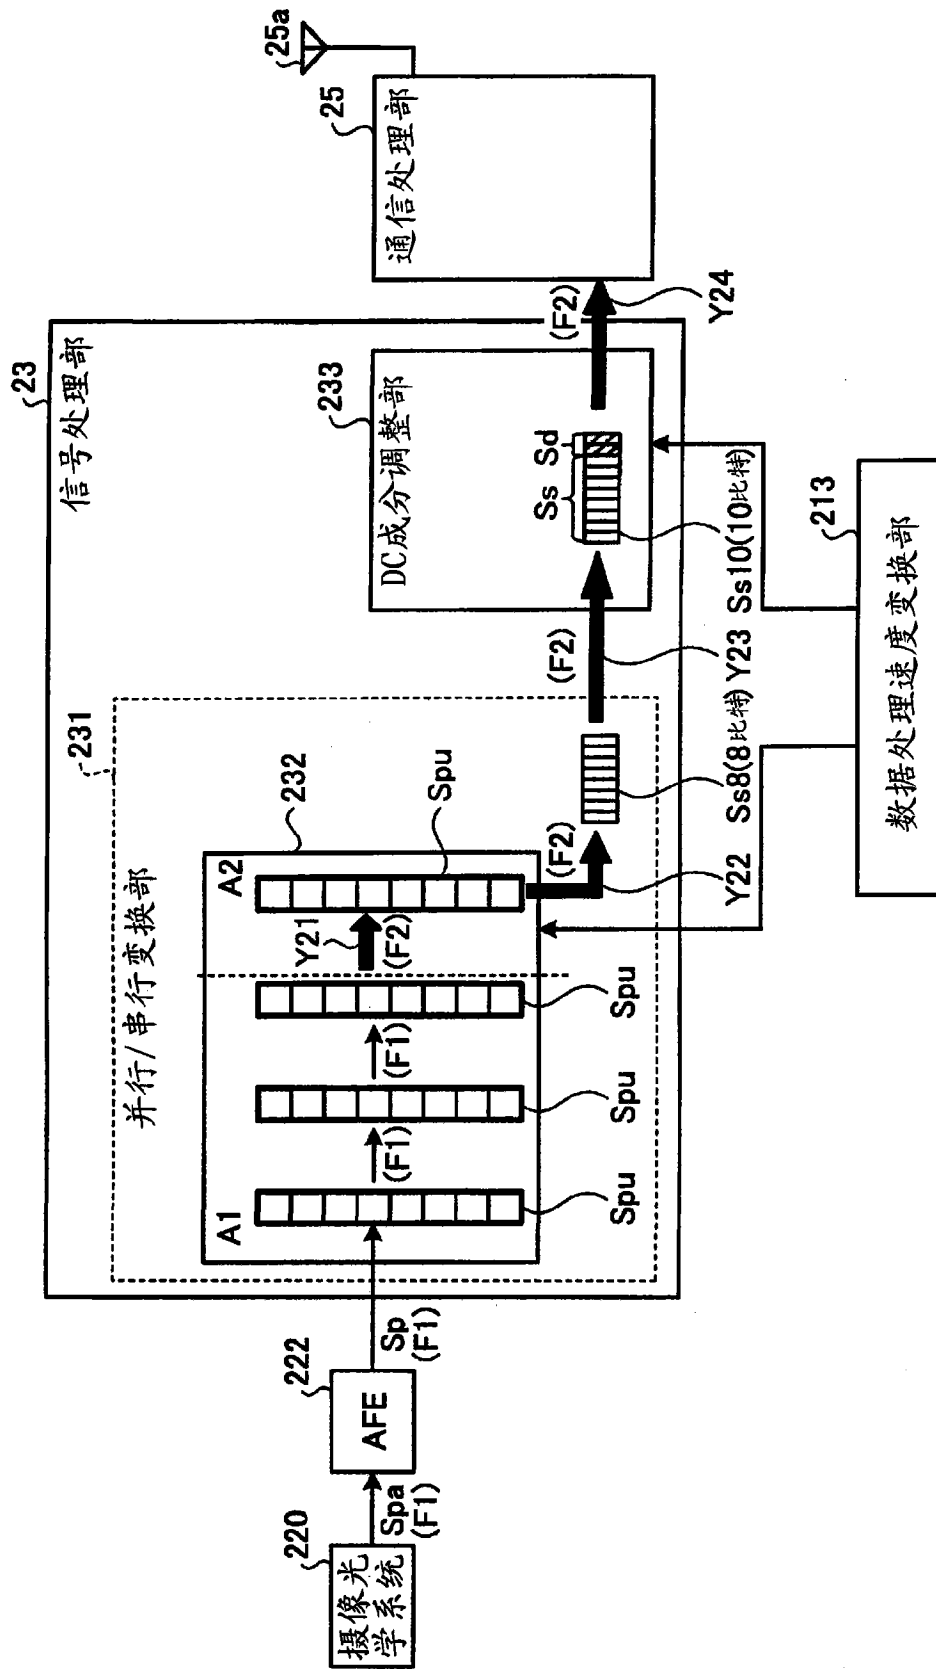 25a
25
通信处理部
23
信号处理部
(F2)
Y24
233
DC成分调整部
Ss
Sd
Ss10(10比特)
(F2)
Y23
231
并行/串行变换部
232
A1
A2
Spu
Y21
(F2)
(F1)
(F1)
Spu
Spu
Spu
(F2)
Y22
Ss8(8比特)
213
数据处理速度变换部
222
AFE
Sp
(F1)
220
摄像光
学系统
Spa
(F1)